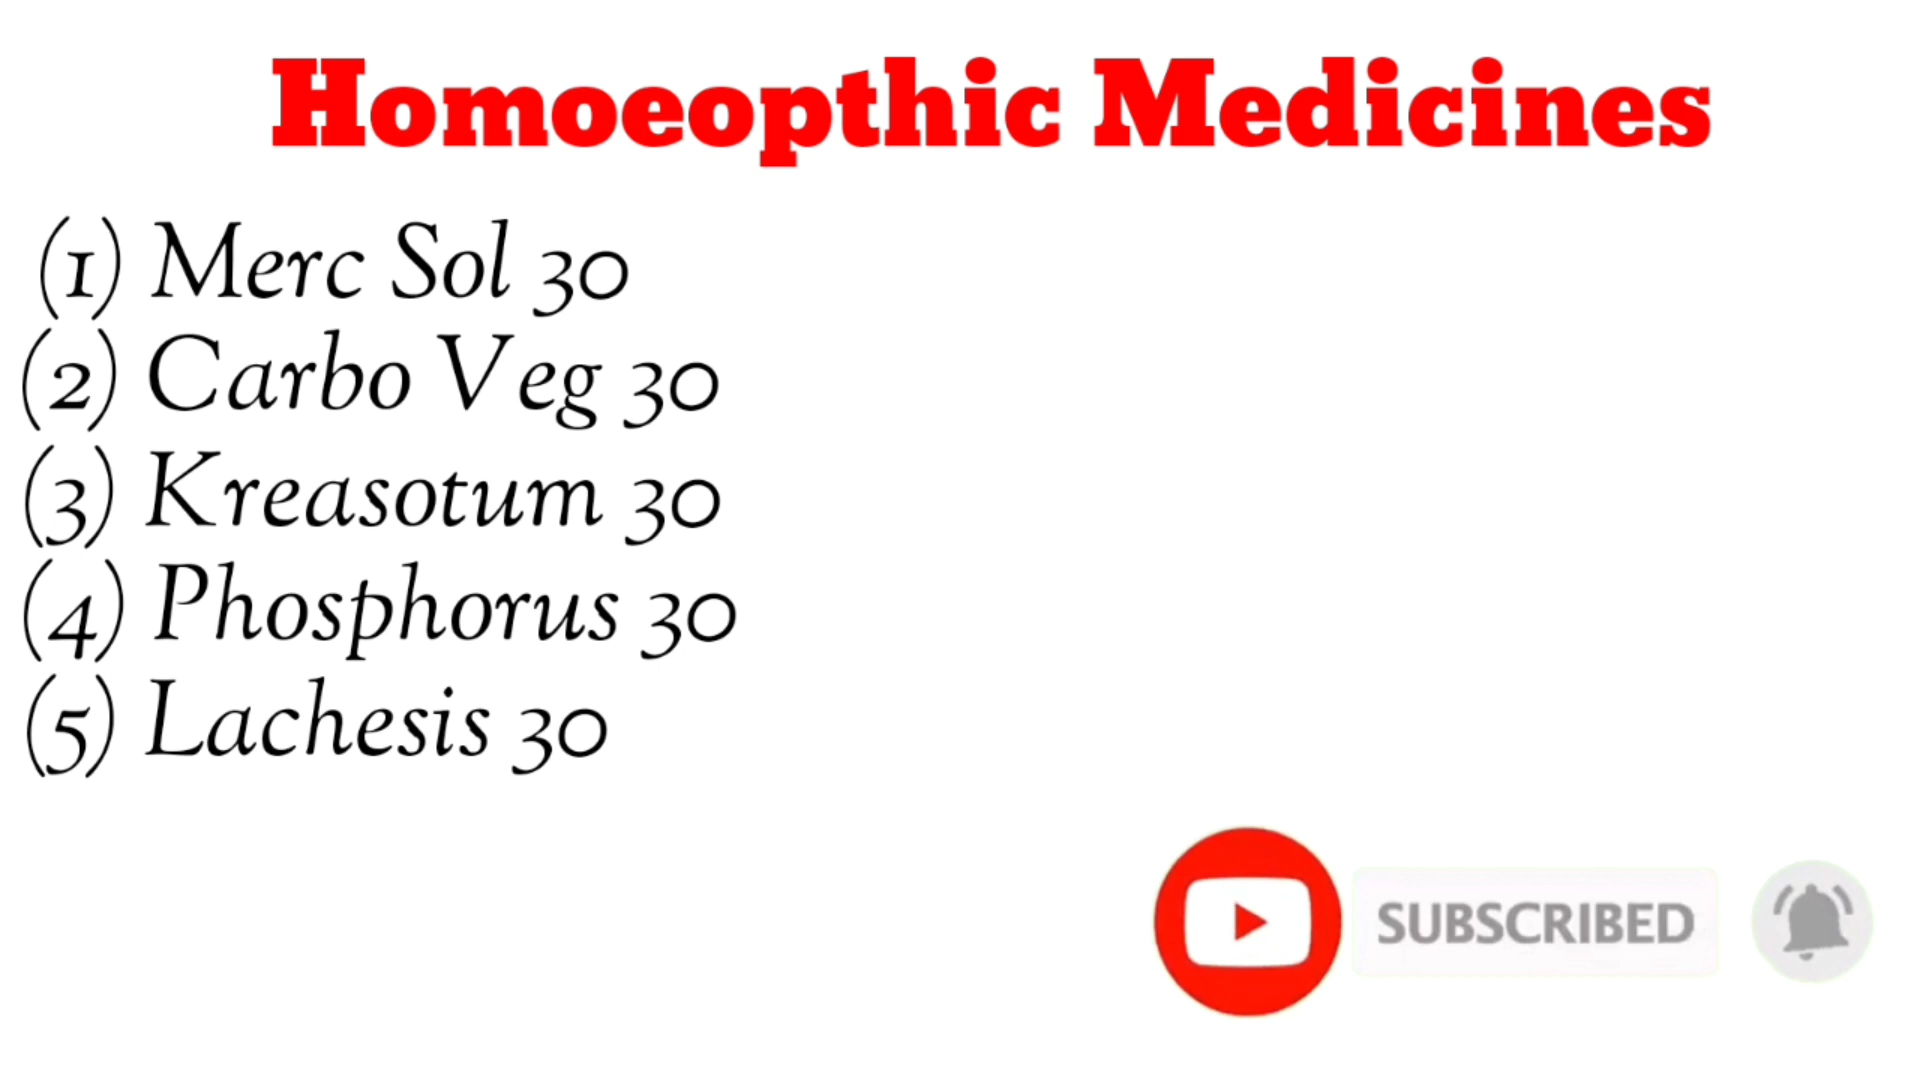 Homoeopthic Medicines
(1) Merc Sol 30
(2) Carbo Veg 30
(3) Kreasotum 30
(4) Phosphorus 30
(5) Lachesis 30
SUBSCRIBED